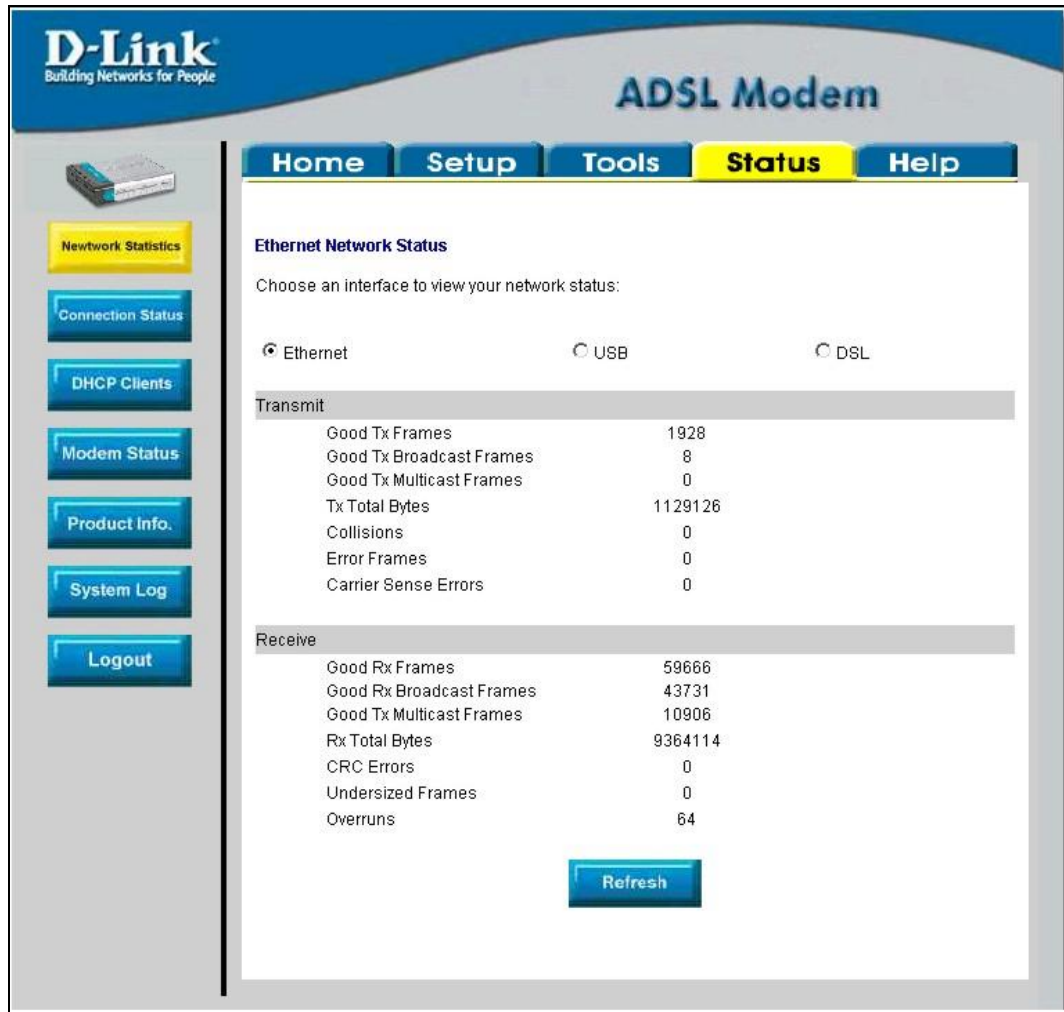 D-Link
Building Networks for People
ADSL Modem
Home Setup Tools Status Help
Newtwork Statistics
Connection Status
DHCP Clients
Modem Status
Product Info.
System Log
Logout
Ethernet Network Status
Choose an interface to view your network status:
Ethernet USB DSL
Transmit
Good Tx Frames 1928
Good Tx Broadcast Frames 8
Good Tx Multicast Frames 0
Tx Total Bytes 1129126
Collisions 0
Error Frames 0
Carrier Sense Errors 0
Receive
Good Rx Frames 59666
Good Rx Broadcast Frames 43731
Good Tx Multicast Frames 10906
Rx Total Bytes 9364114
CRC Errors 0
Undersized Frames 0
Overruns 64
Refresh